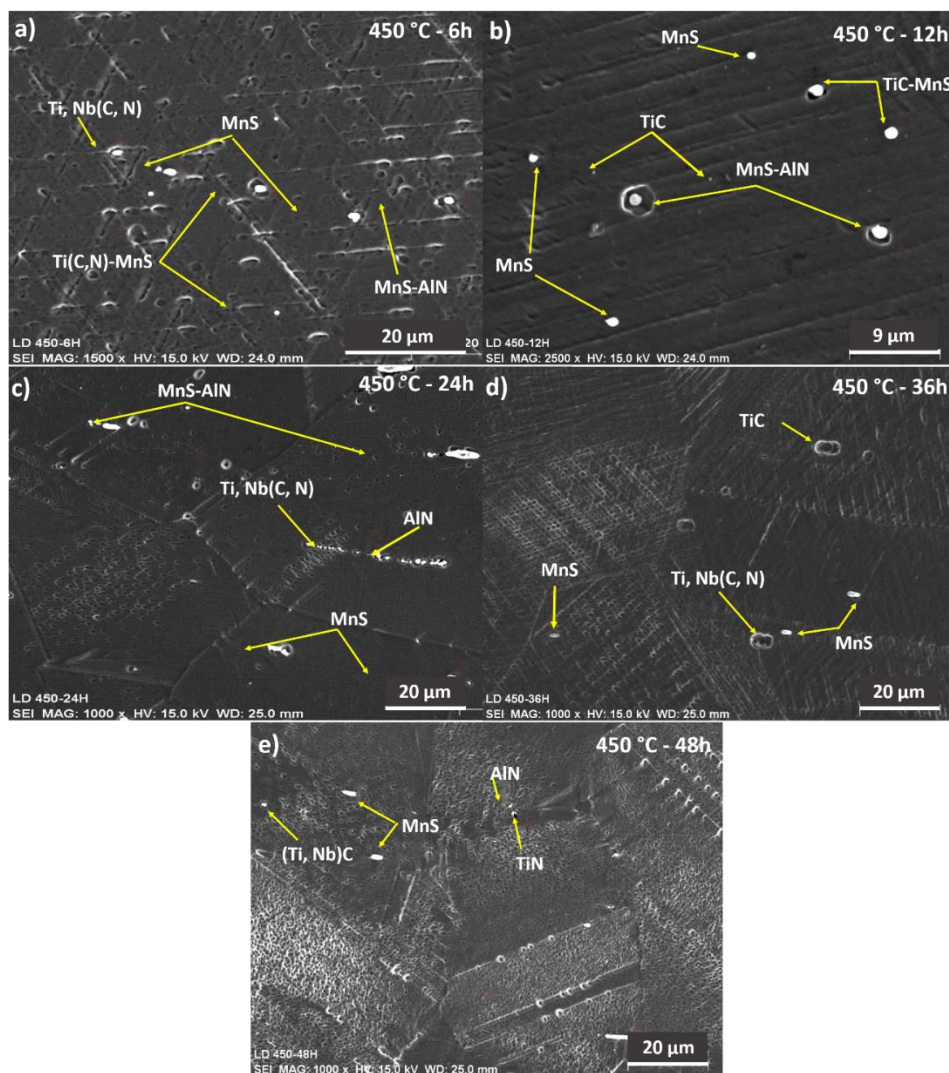 a)
450 °C - 6h
Ti, Nb(C, N)
MnS
Ti(C,N)-MnS
MnS-AlN
20 µm
LD 450-6H
20
SEI MAG: 1500 x HV: 15.0 kV WD: 24.0 mm
b)
450 °C - 12h
MnS
TiC-MnS
TiC
MnS-AlN
MnS
9 µm
LD 450-12H
SEI MAG: 2500 x HV: 15.0 kV WD: 24.0 mm
c)
450 °C - 24h
MnS-AlN
Ti, Nb(C, N)
AlN
MnS
20 µm
LD 450-24H
SEI MAG: 1000 x HV: 15.0 kV WD: 25.0 mm
d)
450 °C - 36h
TiC
MnS
Ti, Nb(C, N)
MnS
20 µm
LD 450-36H
SEI MAG: 1000 x HV: 15.0 kV WD: 25.0 mm
e)
450 °C - 48h
AlN
MnS
(Ti, Nb)C
TiN
20 µm
LD 450-48H
SEI MAG: 1000 x HV: 15.0 kV WD: 25.0 mm